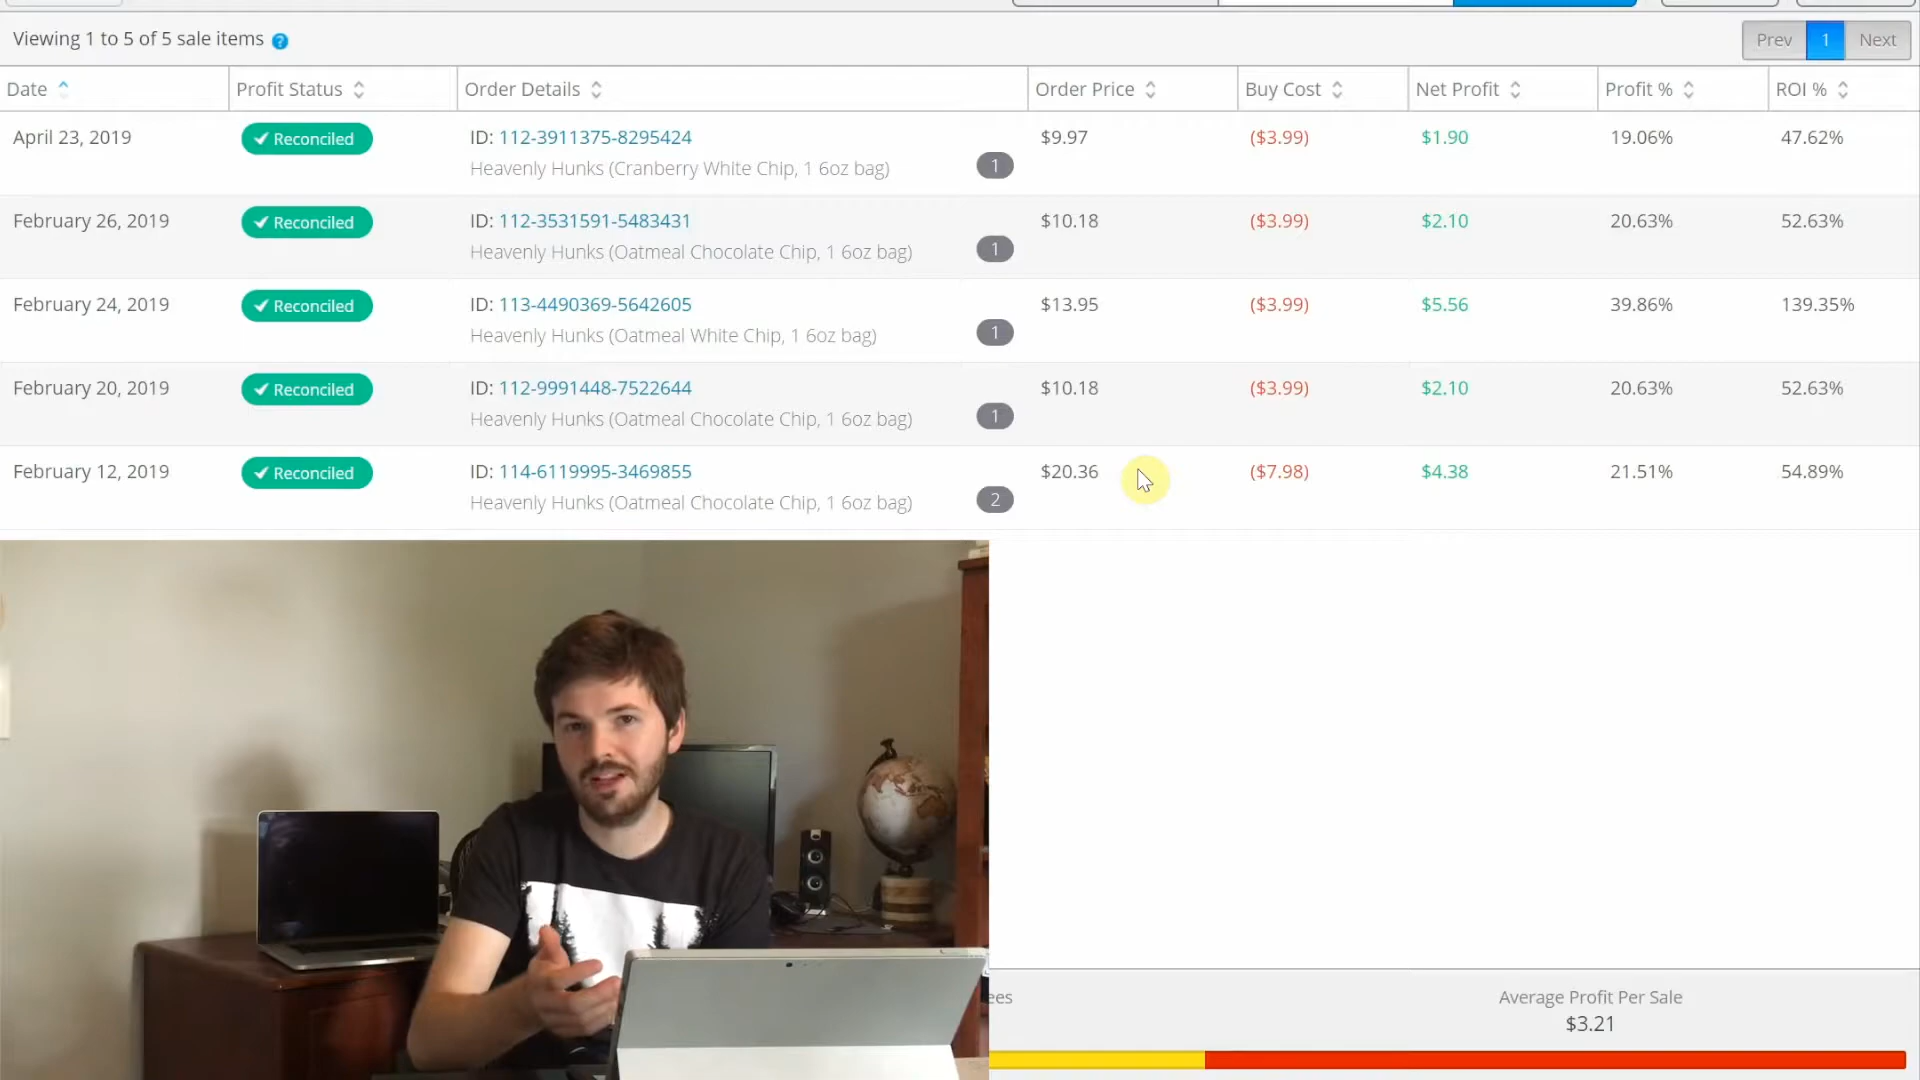 Viewing 1 to 5 of 5 sale items ?
Prev 1 Next
Date Profit Status Order Details Order Price Buy Cost Net Profit Profit % ROI %
April 23, 2019 Reconciled ID: 112-3911375-8295424 $9.97 ($3.99) $1.90 19.06% 47.62%
Heavenly Hunks (Cranberry White Chip, 1 6oz bag) 1
February 26, 2019 Reconciled ID: 112-3531591-5483431 $10.18 ($3.99) $2.10 20.63% 52.63%
Heavenly Hunks (Oatmeal Chocolate Chip, 1 6oz bag) 1
February 24, 2019 Reconciled ID: 113-4490369-5642605 $13.95 ($3.99) $5.56 39.86% 139.35%
Heavenly Hunks (Oatmeal White Chip, 1 6oz bag) 1
February 20, 2019 Reconciled ID: 112-9991448-7522644 $10.18 ($3.99) $2.10 20.63% 52.63%
Heavenly Hunks (Oatmeal Chocolate Chip, 1 6oz bag) 1
February 12, 2019 Reconciled ID: 114-6119995-3469855 $20.36 ($7.98) $4.38 21.51% 54.89%
Heavenly Hunks (Oatmeal Chocolate Chip, 1 6oz bag) 2
ees Average Profit Per Sale
$3.21